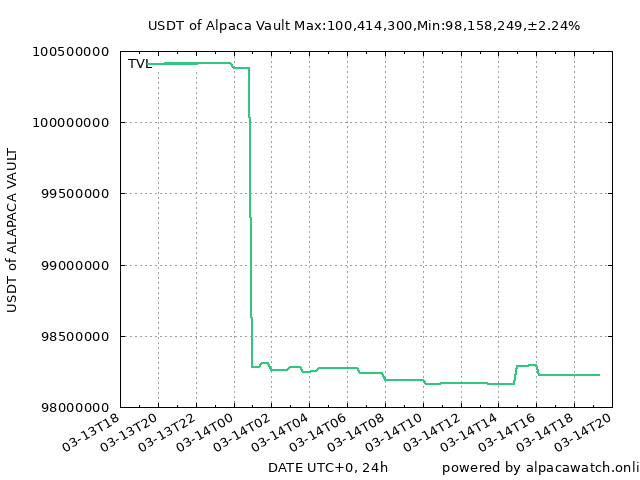 USDT of Alpaca Vault Max:100,414,300,Min:98,158,249,±2.24%
100500000
TVL
100000000
99500000
99000000
98500000
98000000
USDT of ALAPACA VAULT
03-13T18
03-13T20
03-13T22
03-14T00
03-14T02
03-14T04
03-14T06
03-14T08
03-14T10
03-14T12
03-14T14
03-14T16
03-14T18
03-14T20
DATE UTC+0, 24h
powered by alpacawatch.onli